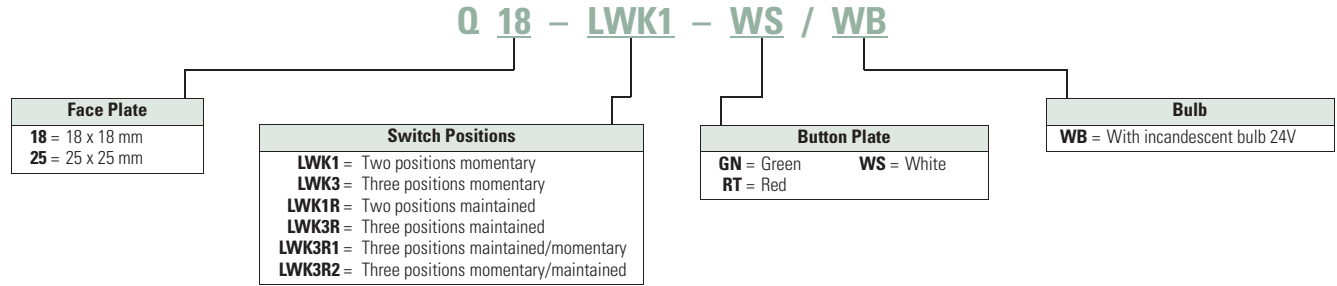 Q 18 – LWK1 – WS / WB
Face Plate
18 = 18 x 18 mm
25 = 25 x 25 mm
Switch Positions
LWK1 = Two positions momentary
LWK3 = Three positions momentary
LWK1R = Two positions maintained
LWK3R = Three positions maintained
LWK3R1 = Three positions maintained/momentary
LWK3R2 = Three positions momentary/maintained
Button Plate
GN = Green WS = White
RT = Red
Bulb
WB = With incandescent bulb 24V